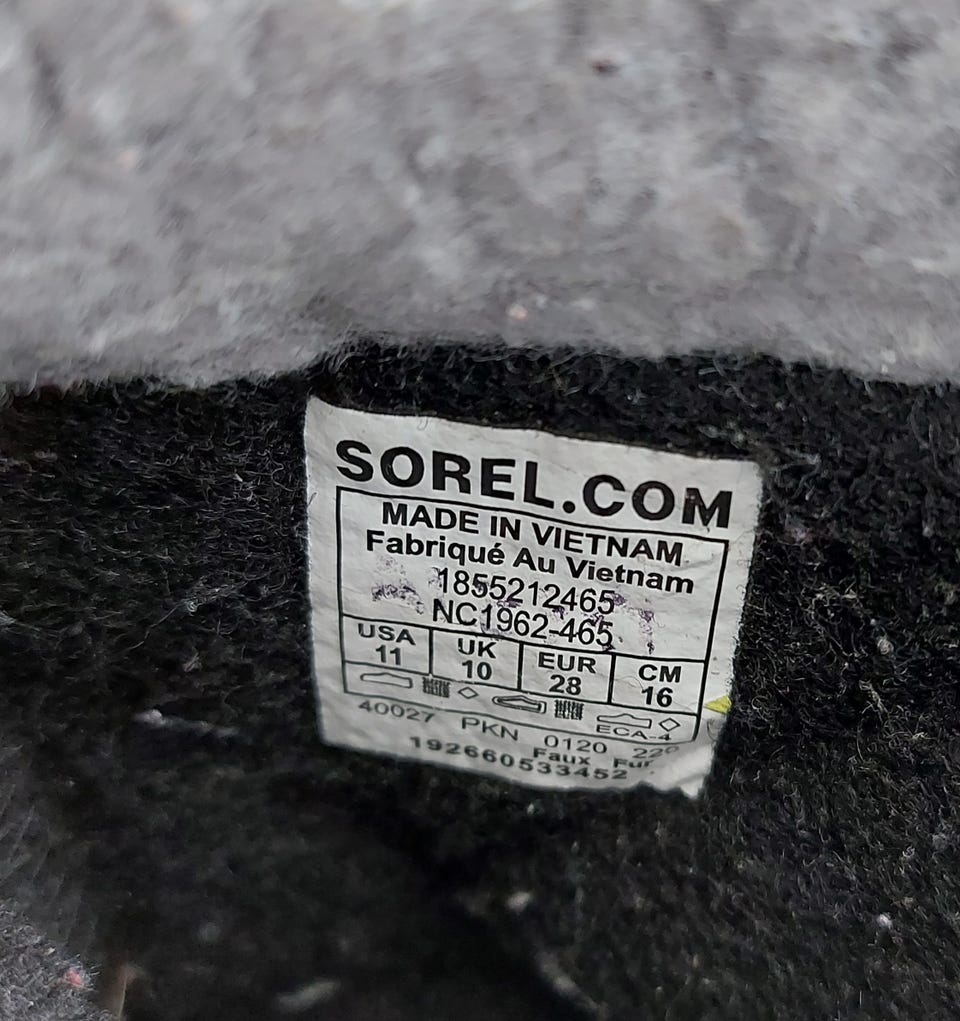 SOREL.COM
MADE IN VIETNAM
Fabriqué Au Vietnam
1855212465
NC1962-465
USA UK EUR CM
11 10 28 16
ECA-4
40027 PKN 0120
Faux Fur
192660533452